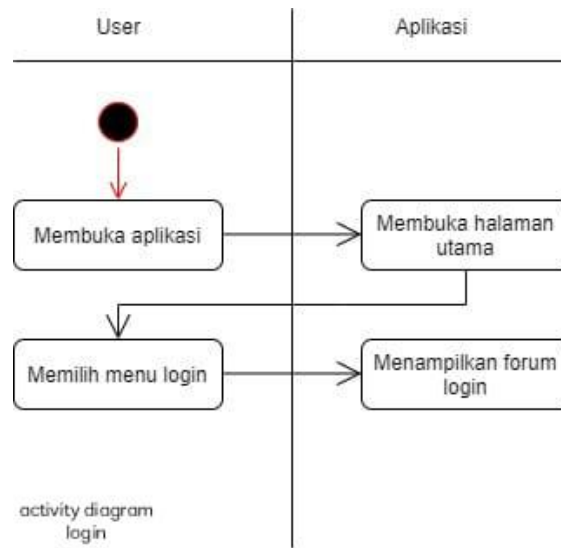 User
Aplikasi
Membuka aplikasi
Membuka halaman
utama
Memilih menu login
Menampilkan forum
login
activity diagram
login